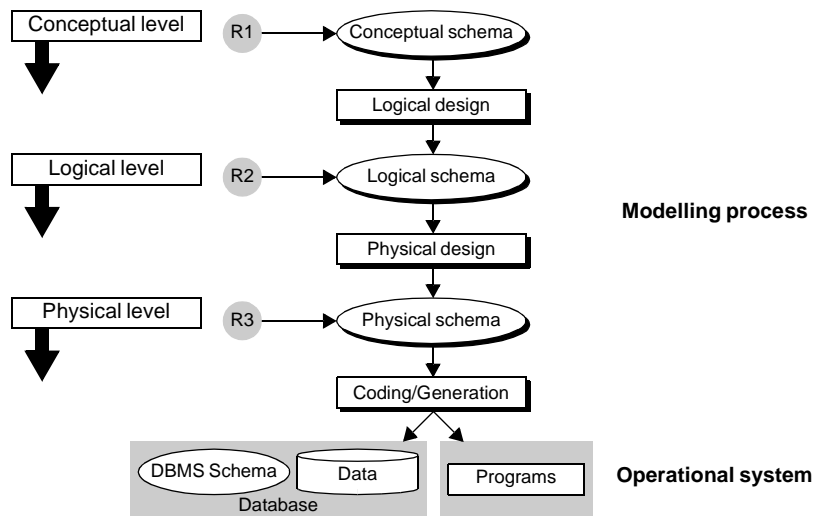 Conceptual level
R1
Conceptual schema
Logical design
Logical level
R2
Logical schema
Modelling process
Physical design
Physical level
R3
Physical schema
Coding/Generation
DBMS Schema
Data
Database
Programs
Operational system